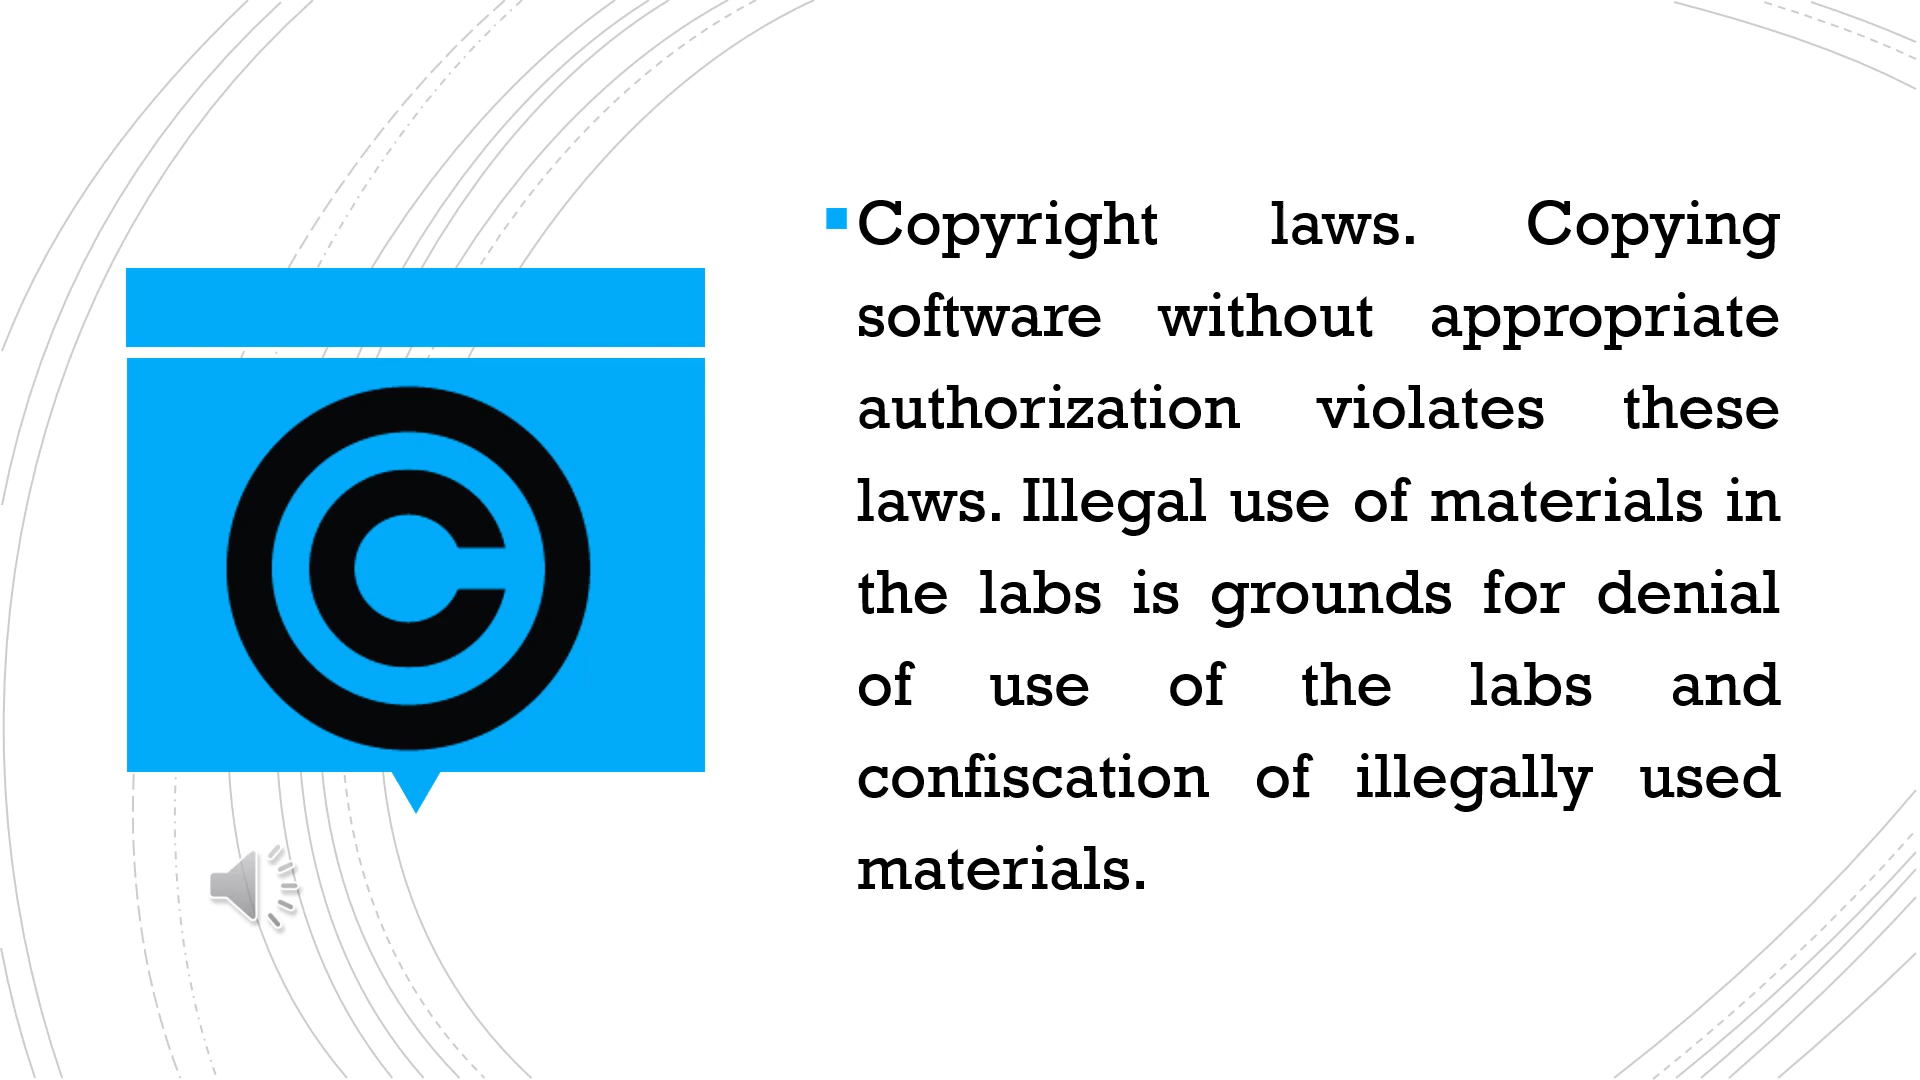 Copyright laws. Copying
software without appropriate
authorization violates these
laws. Illegal use of materials in
the labs is grounds for denial
of use of the labs and
confiscation of illegally used
materials.